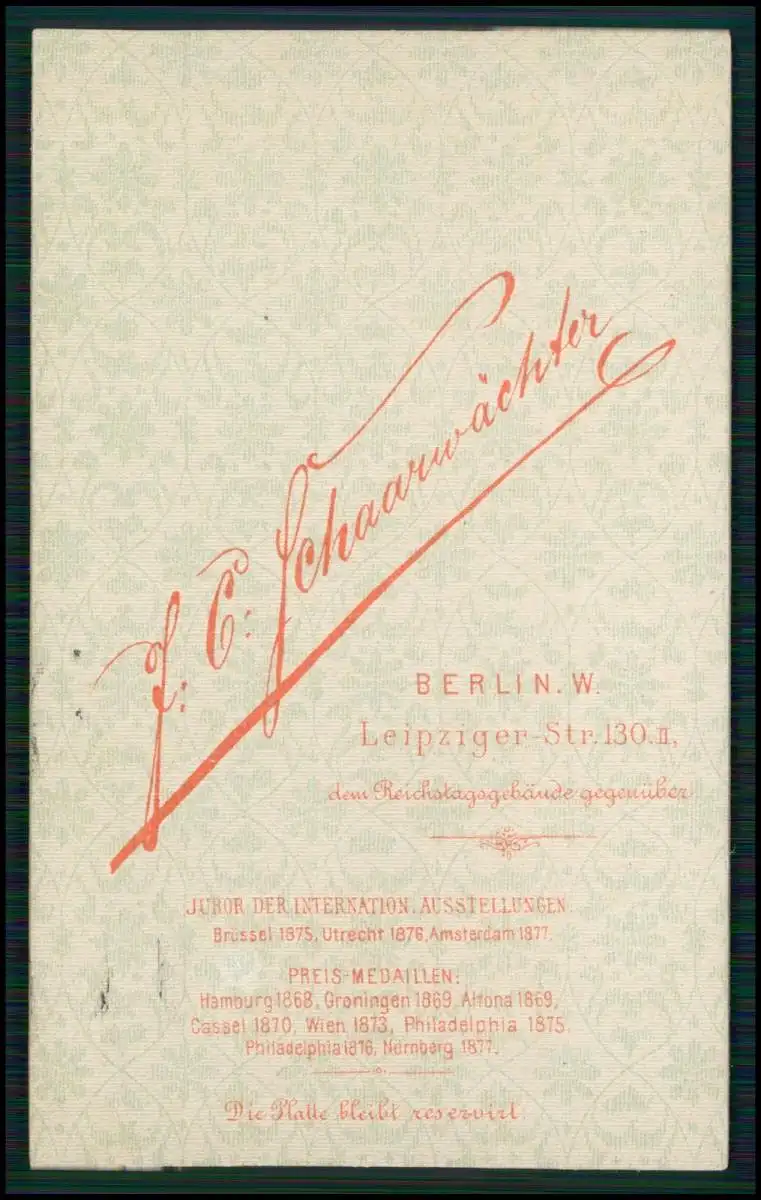 J. C. Schaarwächter
BERLIN. W.
Leipziger-Str. 130. II,
dem Reichstagsgebäude gegenüber
JUROR DER INTERNATION. AUSSTELLUNGEN.
Brüssel 1875, Utrecht 1876, Amsterdam 1877.
PREIS-MEDAILLEN:
Hamburg 1868, Groningen 1869, Altona 1869,
Cassel 1870, Wien 1873, Philadelphia 1875.
Philadelphia 1876, Nürnberg 1877.
Die Platte bleibt reservirt.